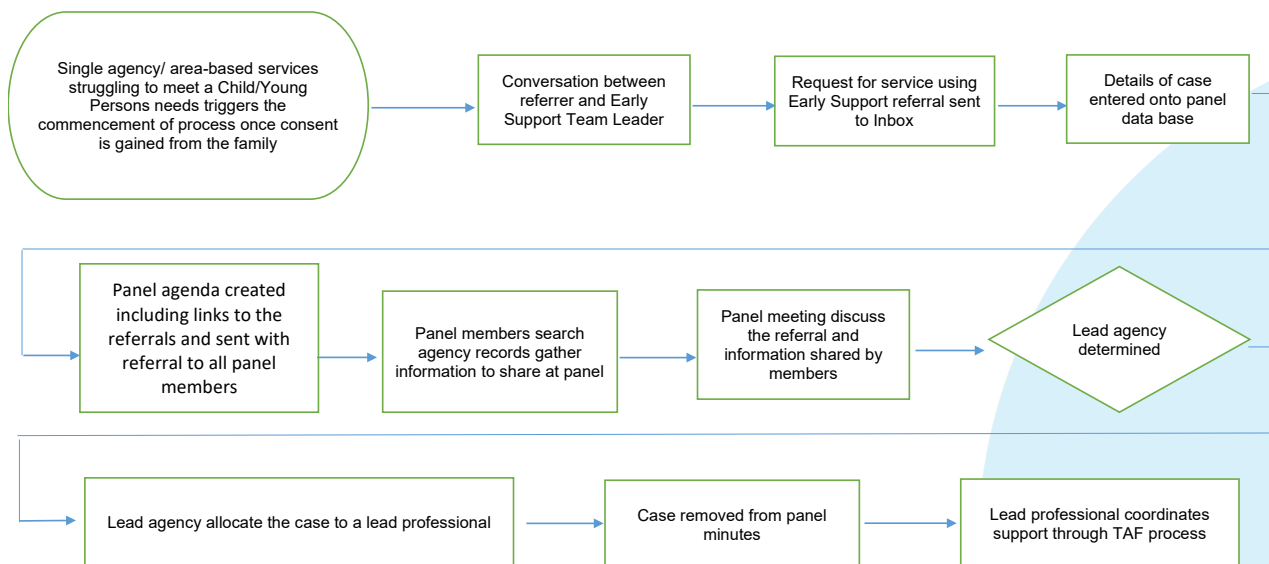 Single agency/ area-based services
struggling to meet a Child/Young
Persons needs triggers the
commencement of process once consent
is gained from the family
Conversation between
referrer and Early
Support Team Leader
Request for service using
Early Support referral sent
to Inbox
Details of case
entered onto panel
data base
Panel agenda created
including links to the
referrals and sent with
referral to all panel
members
Panel members search
agency records gather
information to share at panel
Panel meeting discuss
the referral and
information shared by
members
Lead agency
determined
Lead agency allocate the case to a lead professional
Case removed from panel
minutes
Lead professional coordinates
support through TAF process